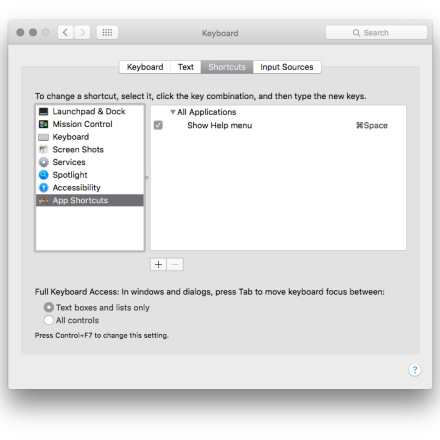 Keyboard
Search
Keyboard Text Shortcuts Input Sources
To change a shortcut, select it, click the key combination, and then type the new keys.
Launchpad & Dock
Mission Control
Keyboard
Screen Shots
Services
Spotlight
Accessibility
App Shortcuts
All Applications
Show Help menu ⌘Space
+ −
Full Keyboard Access: In windows and dialogs, press Tab to move keyboard focus between:
Text boxes and lists only
All controls
Press Control+F7 to change this setting.
?